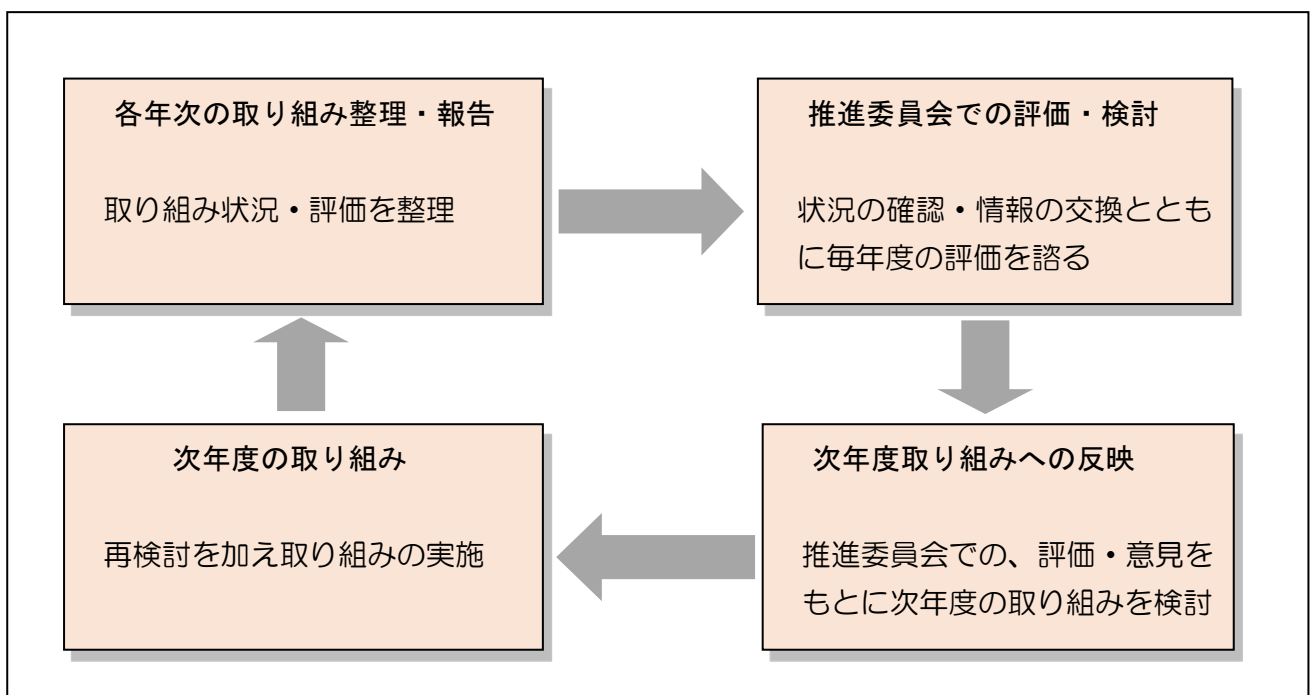 各年次の取り組み整理・報告
取り組み状況・評価を整理
推進委員会での評価・検討
状況の確認・情報の交換ととも
に毎年度の評価を諮る
次年度の取り組み
再検討を加え取り組みの実施
次年度取り組みへの反映
推進委員会での、評価・意見を
もとに次年度の取り組みを検討